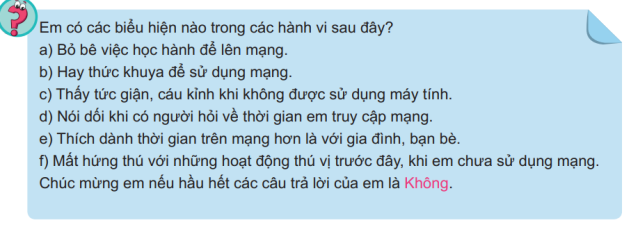 Em có các biểu hiện nào trong các hành vi sau đây?
a) Bỏ bê việc học hành để lên mạng.
b) Hay thức khuya để sử dụng mạng.
c) Thấy tức giận, cáu kỉnh khi không được sử dụng máy tính.
d) Nói dối khi có người hỏi về thời gian em truy cập mạng.
e) Thích dành thời gian trên mạng hơn là với gia đình, bạn bè.
f) Mất hứng thú với những hoạt động thú vị trước đây, khi em chưa sử dụng mạng.
Chúc mừng em nếu hầu hết các câu trả lời của em là Không.